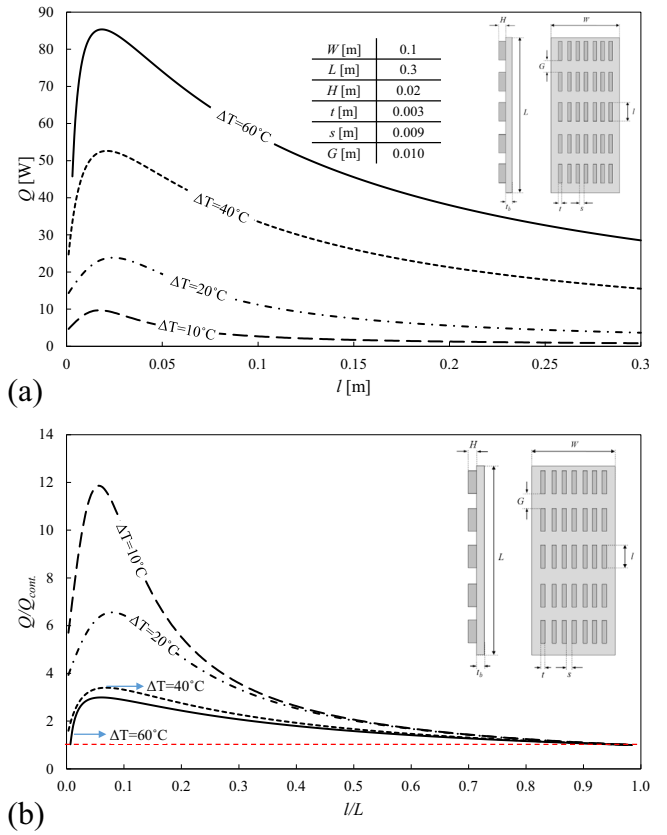 90
80
70
60
50
40
30
20
10
0
Q [W]
ΔT=60˚C
ΔT=40˚C
ΔT=20˚C
ΔT=10˚C
W [m] 0.1
L [m] 0.3
H [m] 0.02
t [m] 0.003
s [m] 0.009
G [m] 0.010
H
W
G
L
l
t
s
t_b
0 0.05 0.1 0.15 0.2 0.25 0.3
l [m]
(a)
14
12
10
8
6
4
2
0
Q/Q_cont.
ΔT=10˚C
ΔT=20˚C
ΔT=40˚C
ΔT=60˚C
H
W
G
L
l
t
s
t_b
0.0 0.1 0.2 0.3 0.4 0.5 0.6 0.7 0.8 0.9 1.0
l/L
(b)